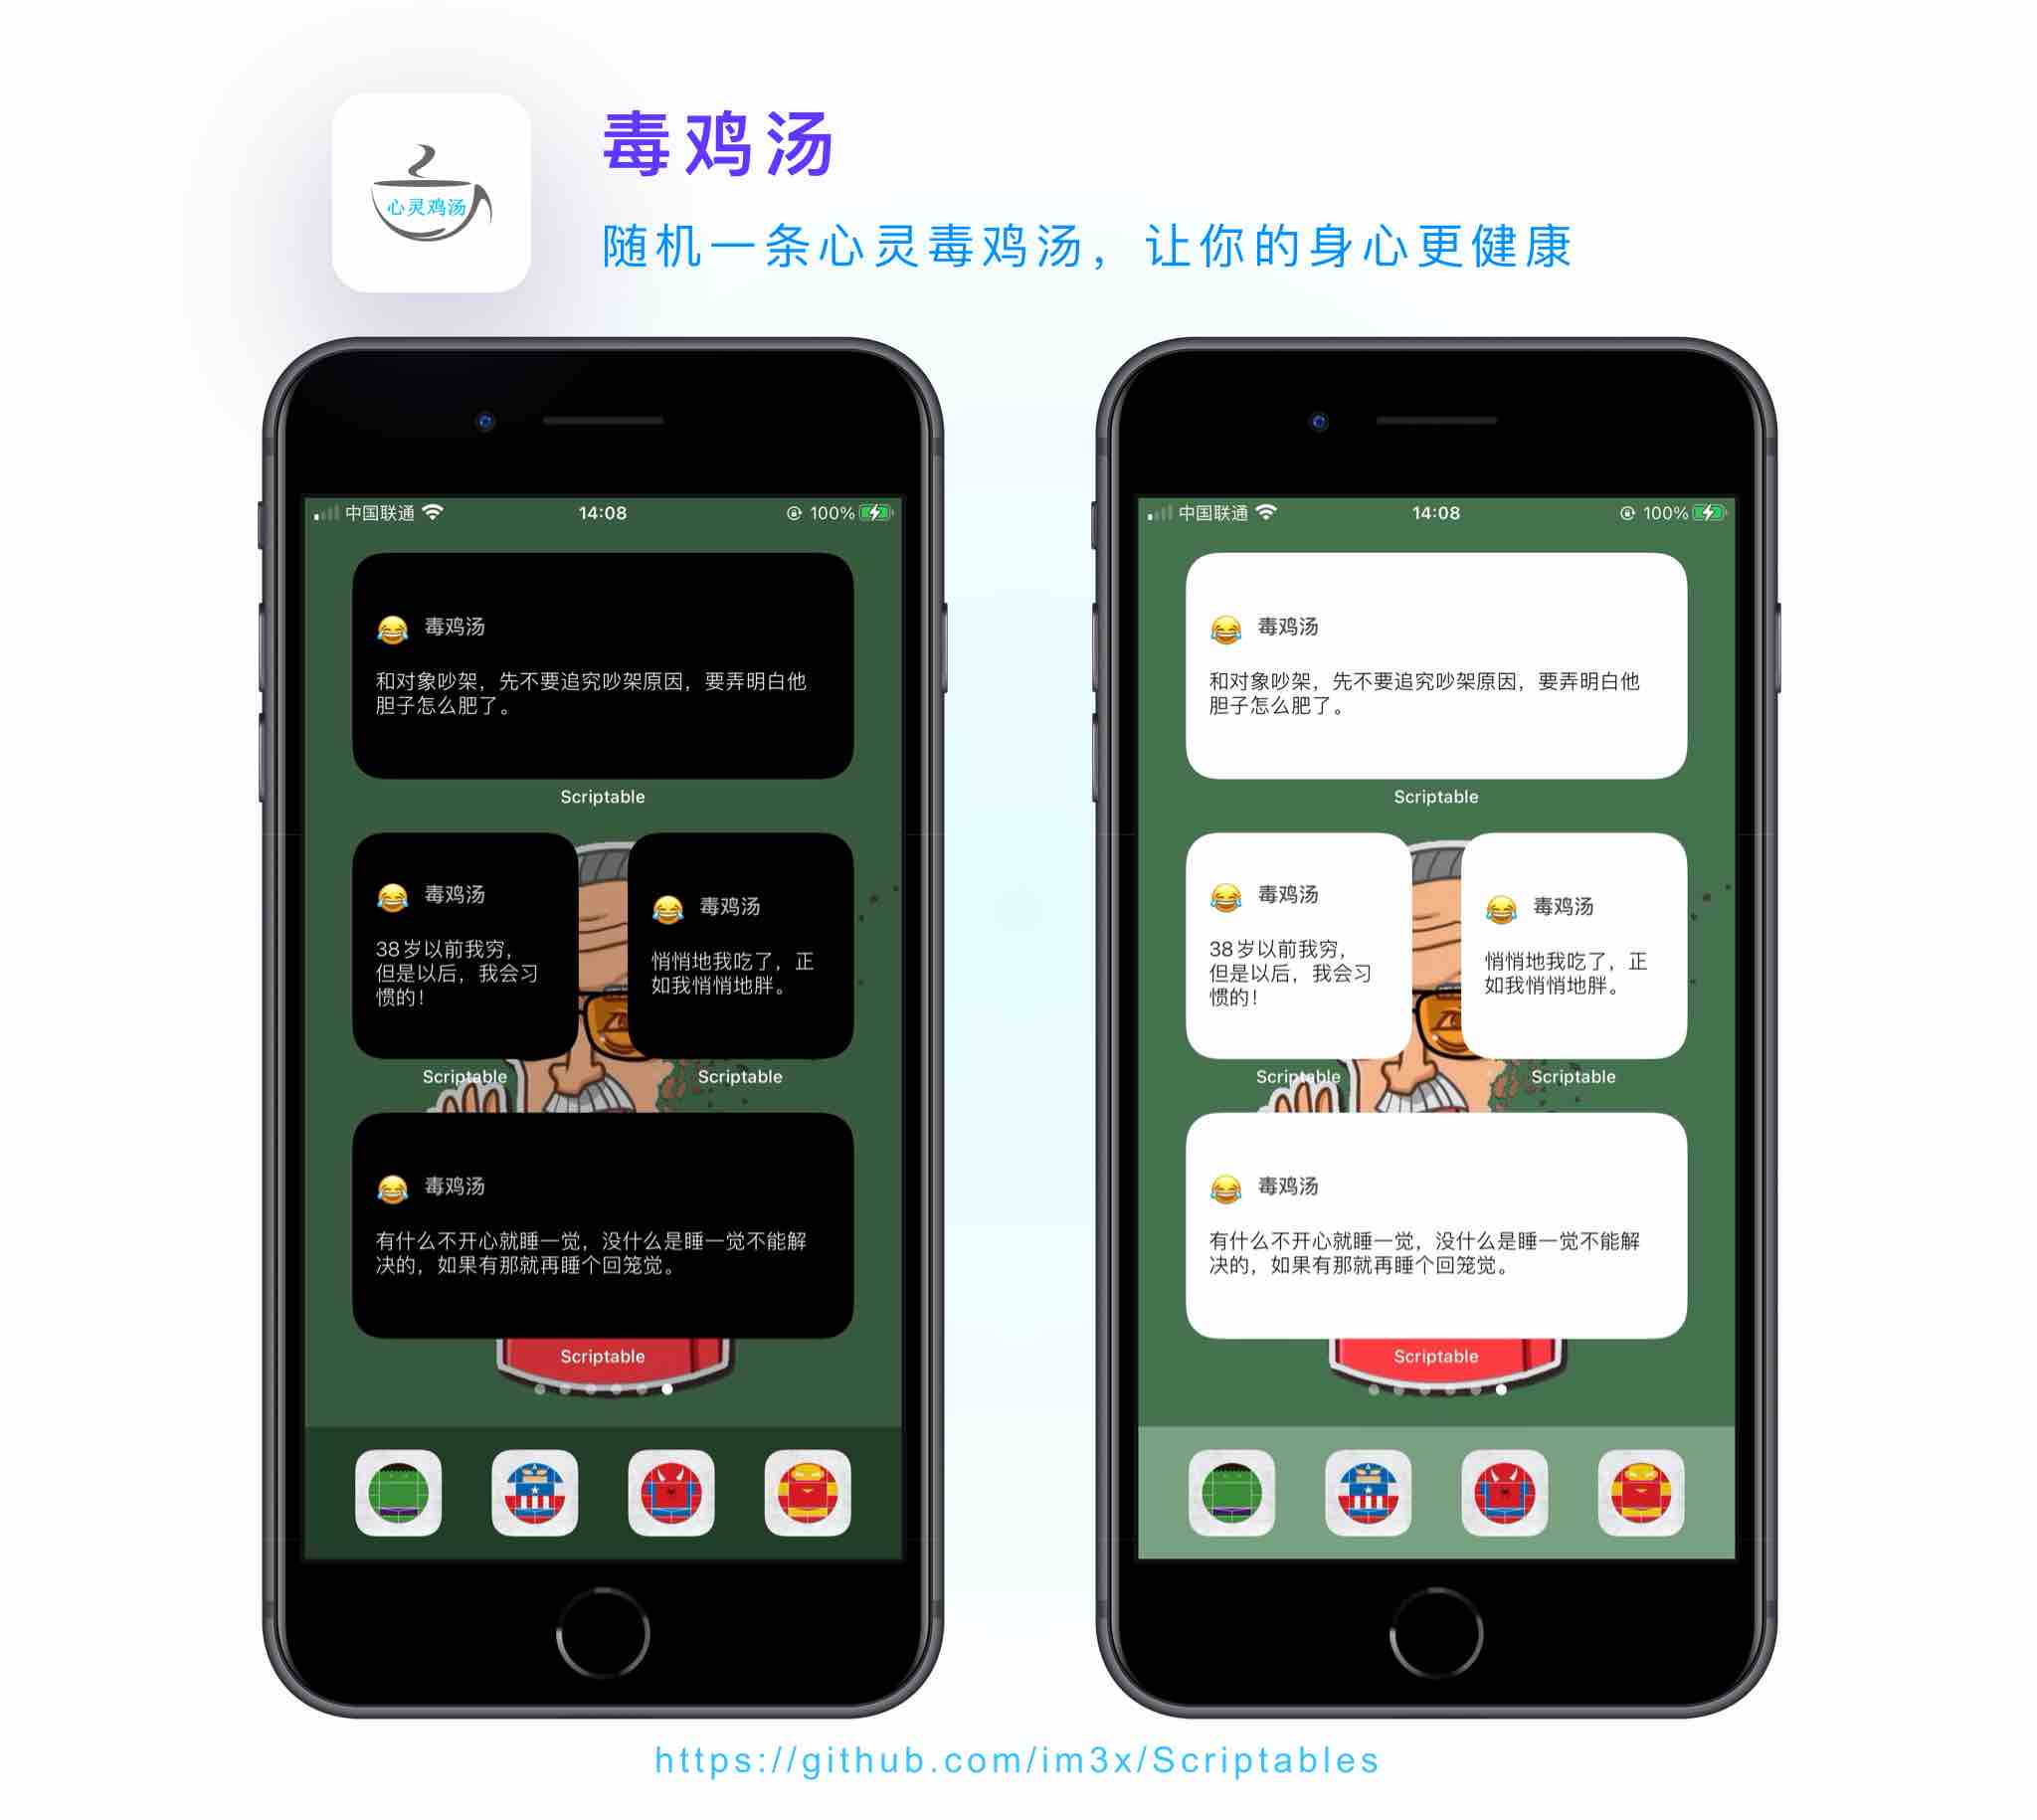 心灵鸡汤
毒鸡汤
随机一条心灵毒鸡汤，让你的身心更健康
中国联通
14:08
100%
毒鸡汤
和对象吵架，先不要追究吵架原因，要弄明白他
胆子怎么肥了。
Scriptable
毒鸡汤
38岁以前我穷，
但是以后，我会习
惯的！
Scriptable
毒鸡汤
悄悄地我吃了，正
如我悄悄地胖。
Scriptable
毒鸡汤
有什么不开心就睡一觉，没什么是睡一觉不能解
决的，如果有那就再睡个回笼觉。
Scriptable
中国联通
14:08
100%
毒鸡汤
和对象吵架，先不要追究吵架原因，要弄明白他
胆子怎么肥了。
Scriptable
毒鸡汤
38岁以前我穷，
但是以后，我会习
惯的！
Scriptable
毒鸡汤
悄悄地我吃了，正
如我悄悄地胖。
Scriptable
毒鸡汤
有什么不开心就睡一觉，没什么是睡一觉不能解
决的，如果有那就再睡个回笼觉。
Scriptable
https://github.com/im3x/Scriptables